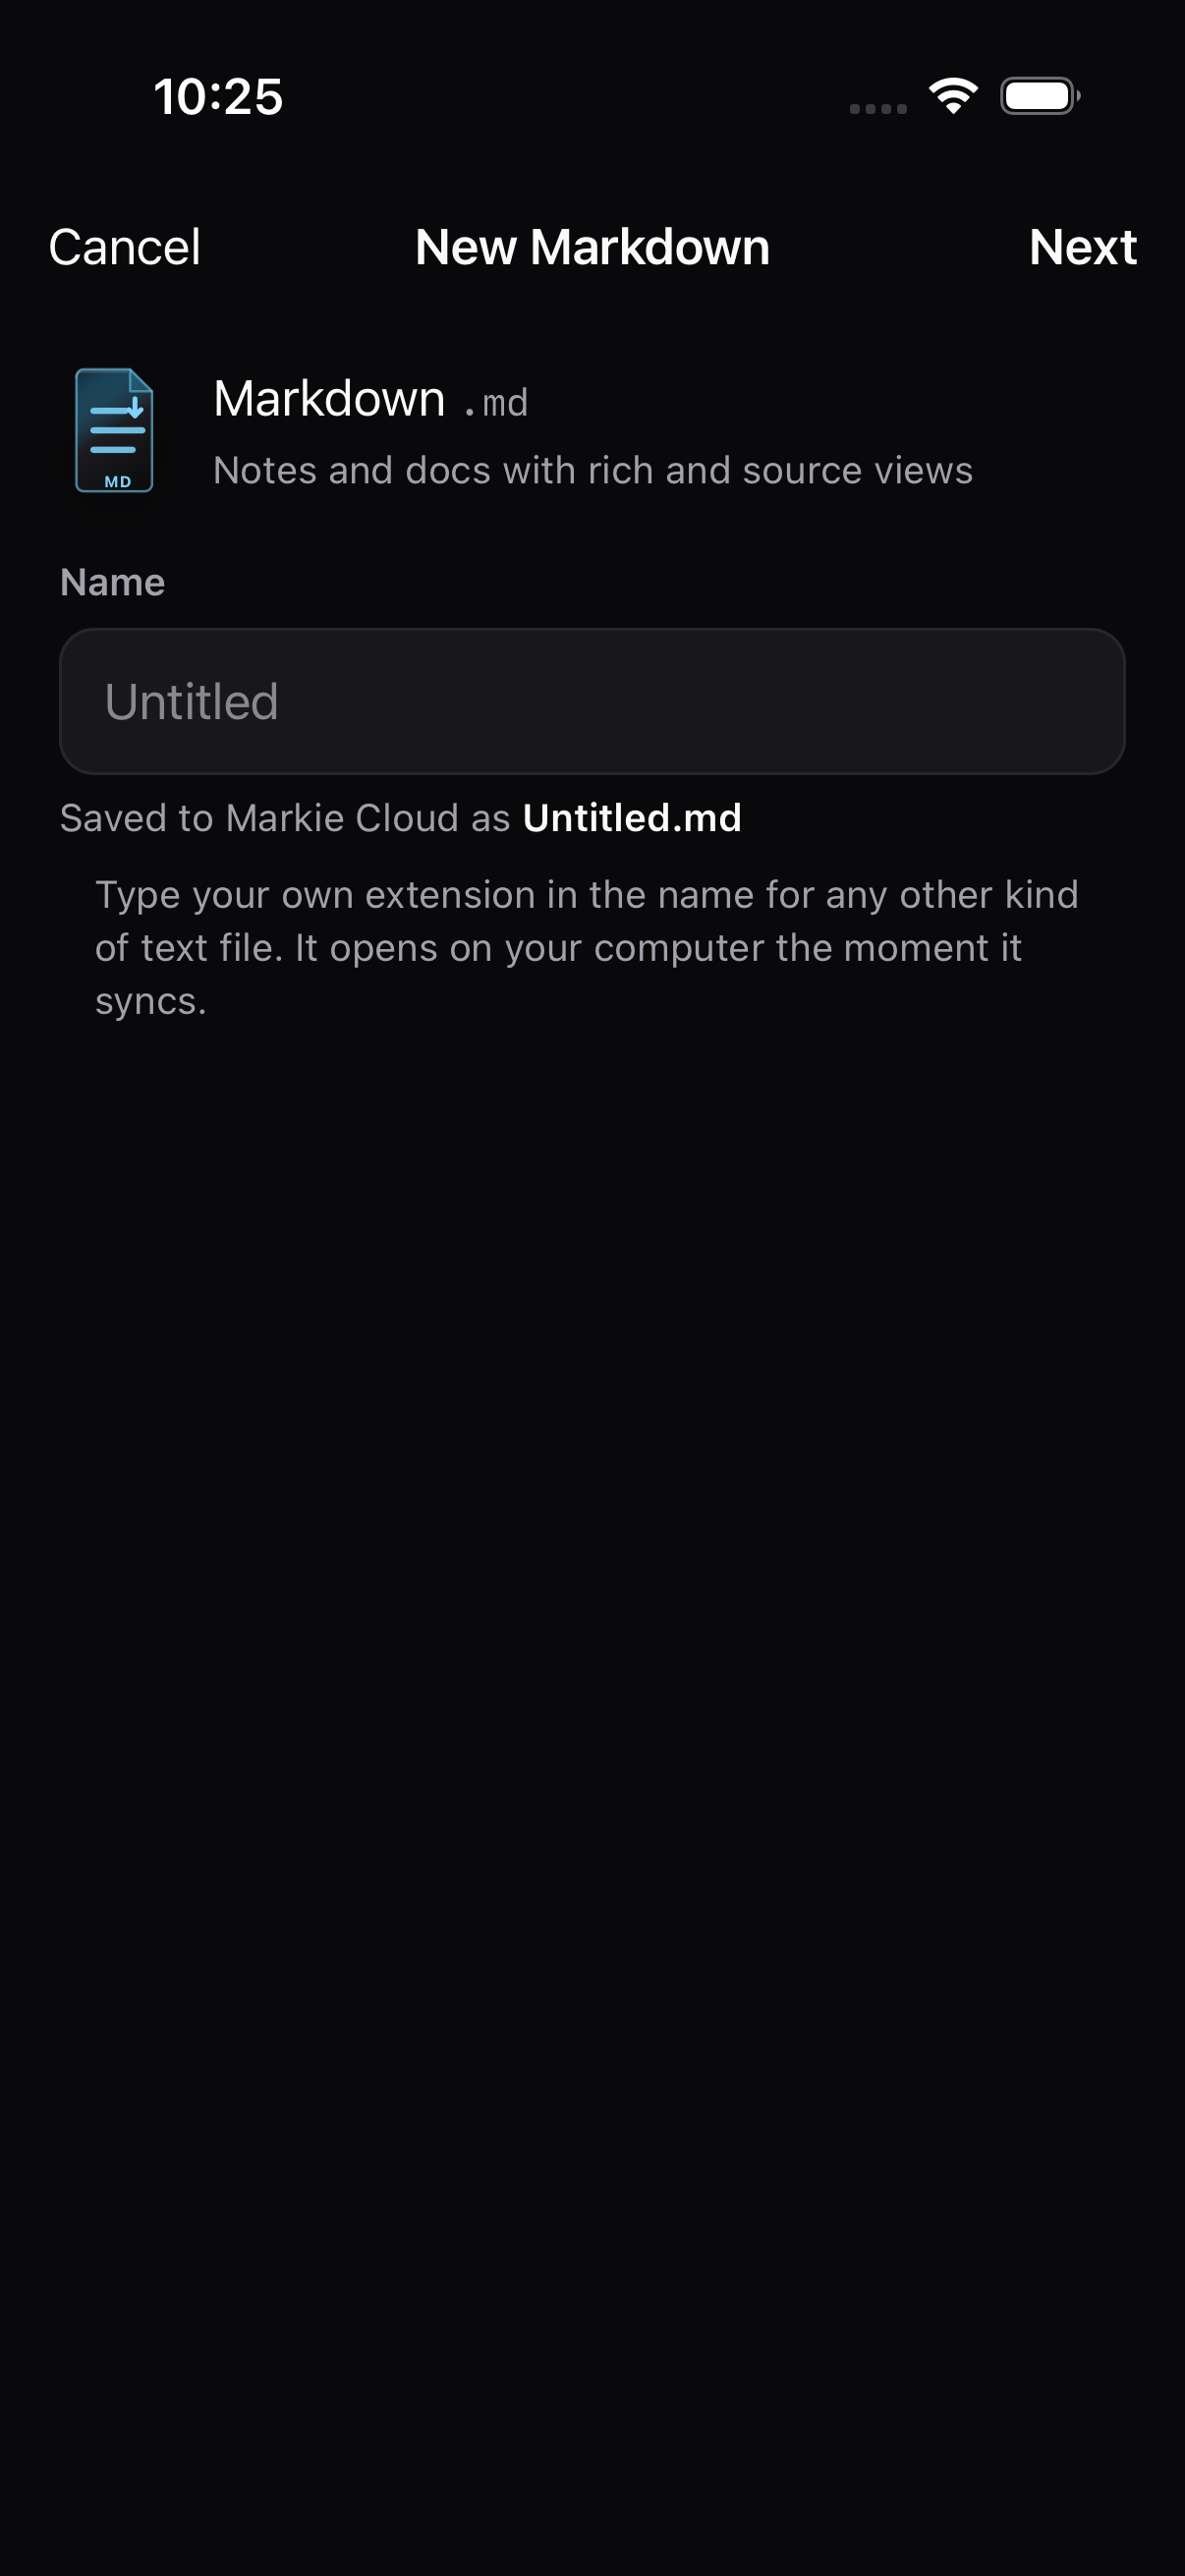 10:25
Cancel New Markdown Next
Markdown .md
MD
Notes and docs with rich and source views
Name
Untitled
Saved to Markie Cloud as Untitled.md
Type your own extension in the name for any other kind
of text file. It opens on your computer the moment it
syncs.